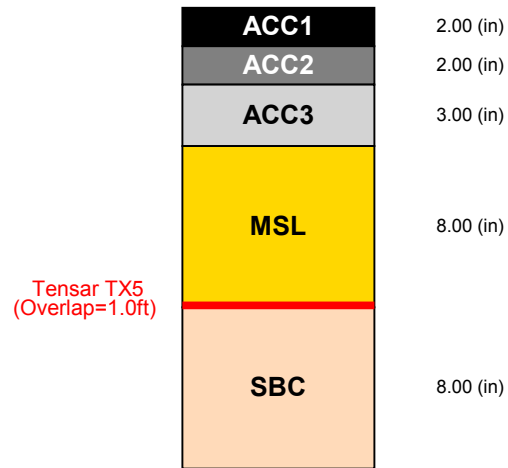 ACC1 2.00 (in)
ACC2 2.00 (in)
ACC3 3.00 (in)
MSL 8.00 (in)
Tensar TX5
(Overlap=1.0ft)
SBC 8.00 (in)